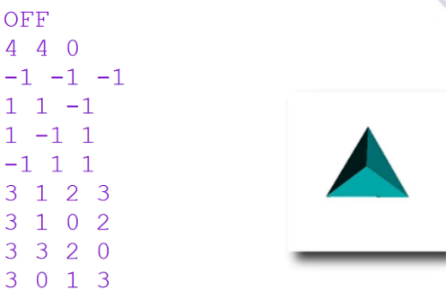 OFF
4 4 0
-1 -1 -1
1 1 -1
1 -1 1
-1 1 1
3 1 2 3
3 1 0 2
3 3 2 0
3 0 1 3